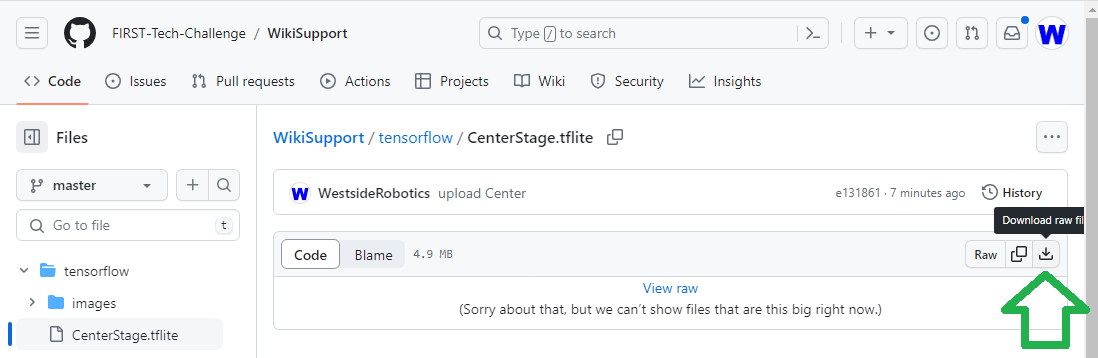 FIRST-Tech-Challenge / WikiSupport
Type / to search
W
Code Issues Pull requests Actions Projects Wiki Security Insights
Files
WikiSupport / tensorflow / CenterStage.tflite
master
W WestsideRobotics upload Center e131861 · 7 minutes ago History
Go to file t
Download raw fil
Code Blame 4.9 MB Raw
tensorflow
View raw
images
(Sorry about that, but we can't show files that are this big right now.)
CenterStage.tflite